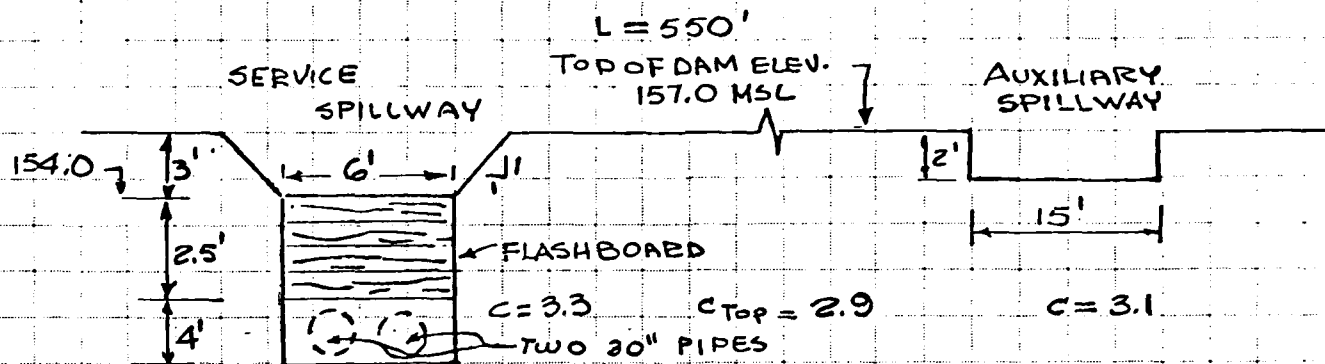 L = 550'
TOP OF DAM ELEV.
157.0 MSL
SERVICE
SPILLWAY
AUXILIARY
SPILLWAY
154.0
3'
6'
1
1
2'
15'
2.5'
FLASHBOARD
C = 3.3
C TOP = 2.9
C = 3.1
4'
TWO 30" PIPES